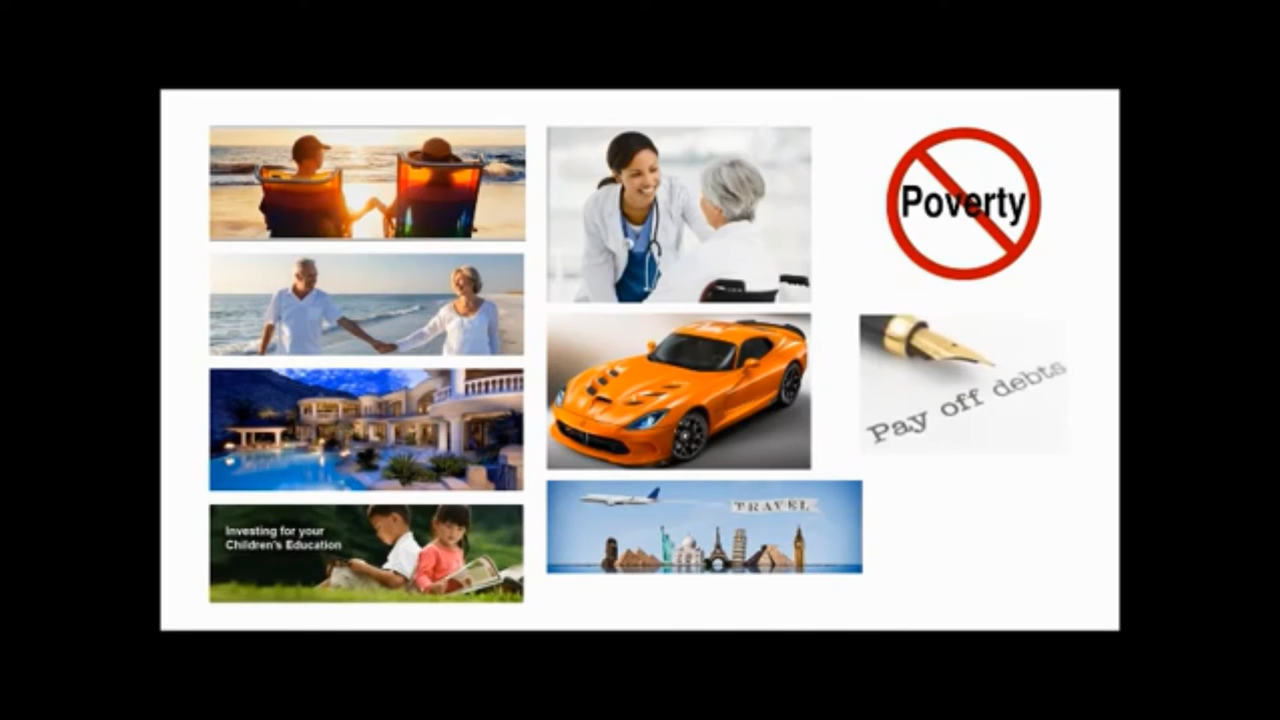 Poverty
Investing for your
Children's Education
Pay off debts
TRAVEL